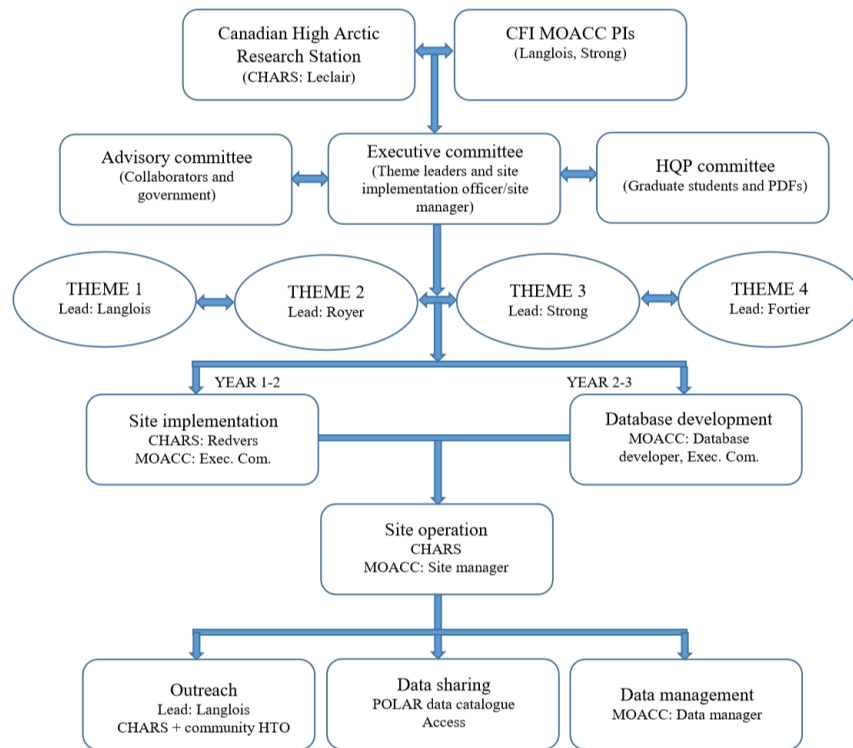 Canadian High Arctic
Research Station
(CHARS: Leclair)
CFI MOACC PIs
(Langlois, Strong)
Advisory committee
(Collaborators and
government)
Executive committee
(Theme leaders and site
implementation officer/site
manager)
HQP committee
(Graduate students and PDFs)
THEME 1
Lead: Langlois
THEME 2
Lead: Royer
THEME 3
Lead: Strong
THEME 4
Lead: Fortier
YEAR 1-2
YEAR 2-3
Site implementation
CHARS: Redvers
MOACC: Exec. Com.
Database development
MOACC: Database
developer, Exec. Com.
Site operation
CHARS
MOACC: Site manager
Outreach
Lead: Langlois
CHARS + community HTO
Data sharing
POLAR data catalogue
Access
Data management
MOACC: Data manager